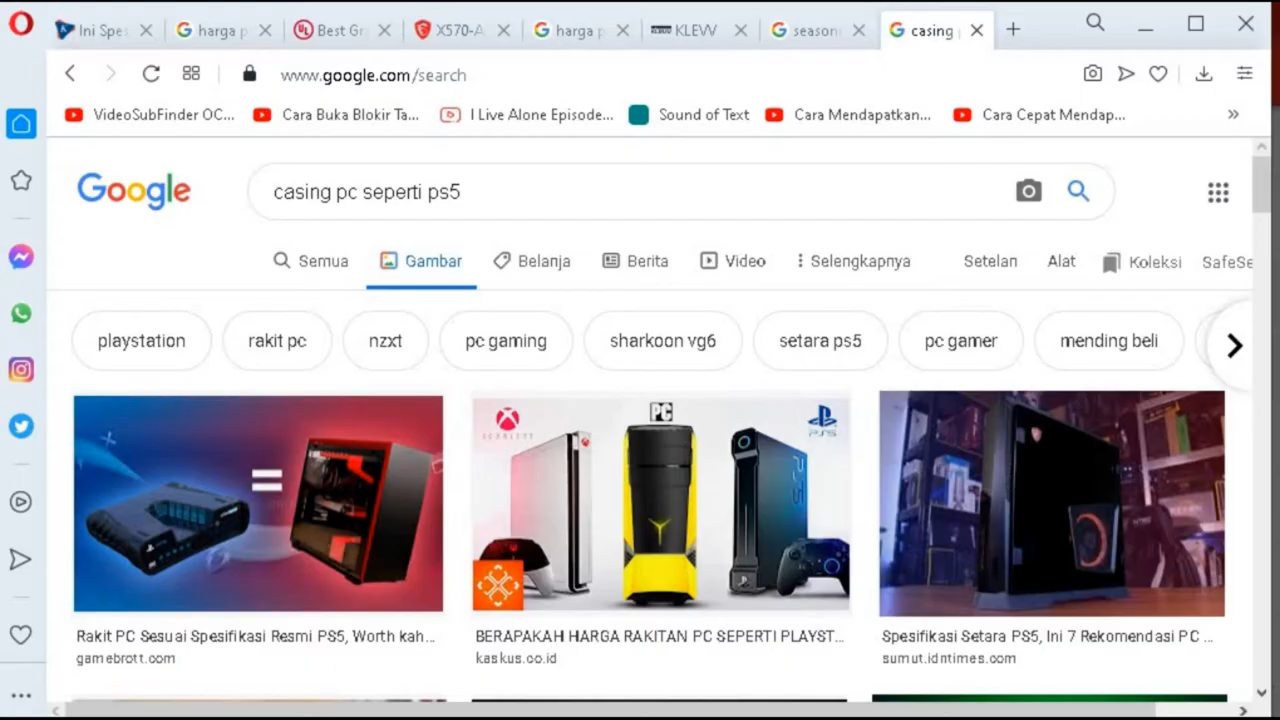 Ini Spe
harga p
Best Gr
X570-A
harga p
KLEVV
season
casing
www.google.com/search
VideoSubFinder OC...
Cara Buka Blokir Ta...
I Live Alone Episode...
Sound of Text
Cara Mendapatkan...
Cara Cepat Mendap...
Google
casing pc seperti ps5
Semua
Gambar
Belanja
Berita
Video
Selengkapnya
Setelan
Alat
Koleksi
SafeSe
playstation
rakit pc
nzxt
pc gaming
sharkoon vg6
setara ps5
pc gamer
mending beli
SCARLETT
PC
PS5
PS5
Rakit PC Sesuai Spesifikasi Resmi PS5, Worth kah...
gamebrott.com
BERAPAKAH HARGA RAKITAN PC SEPERTI PLAYST...
kaskus.co.id
Spesifikasi Setara PS5, Ini 7 Rekomendasi PC ...
sumut.idntimes.com